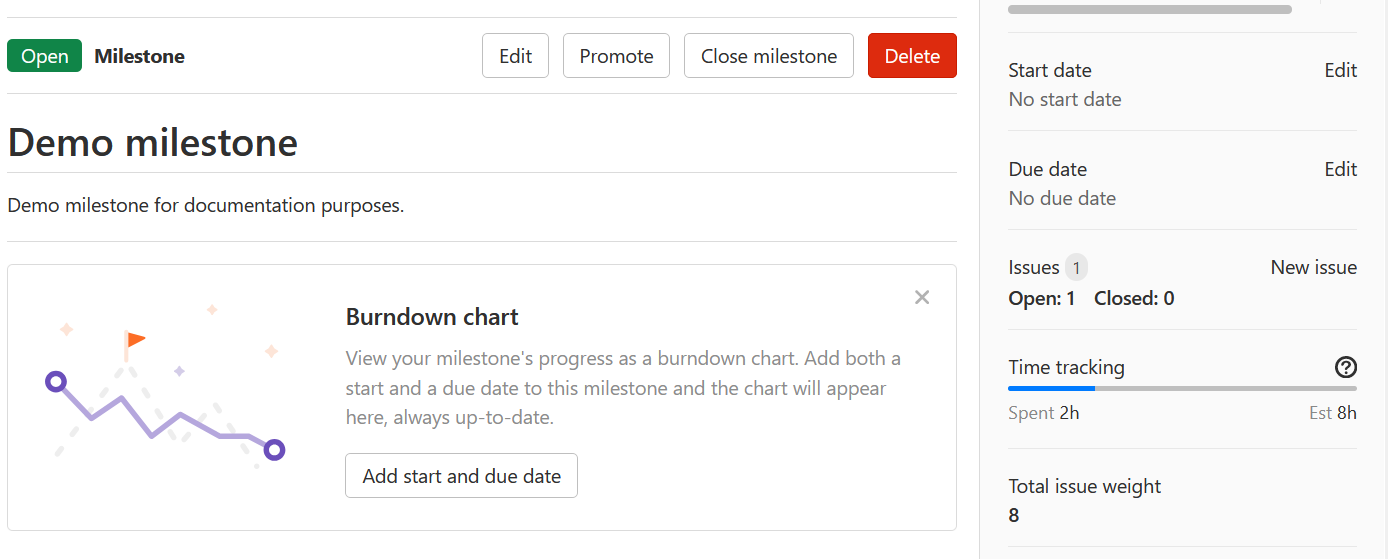 Open Milestone Edit Promote Close milestone Delete
Demo milestone
Demo milestone for documentation purposes.
Burndown chart
View your milestone's progress as a burndown chart. Add both a
start and a due date to this milestone and the chart will appear
here, always up-to-date.
Add start and due date
Start date Edit
No start date
Due date Edit
No due date
Issues 1 New issue
Open: 1 Closed: 0
Time tracking ?
Spent 2h Est 8h
Total issue weight
8